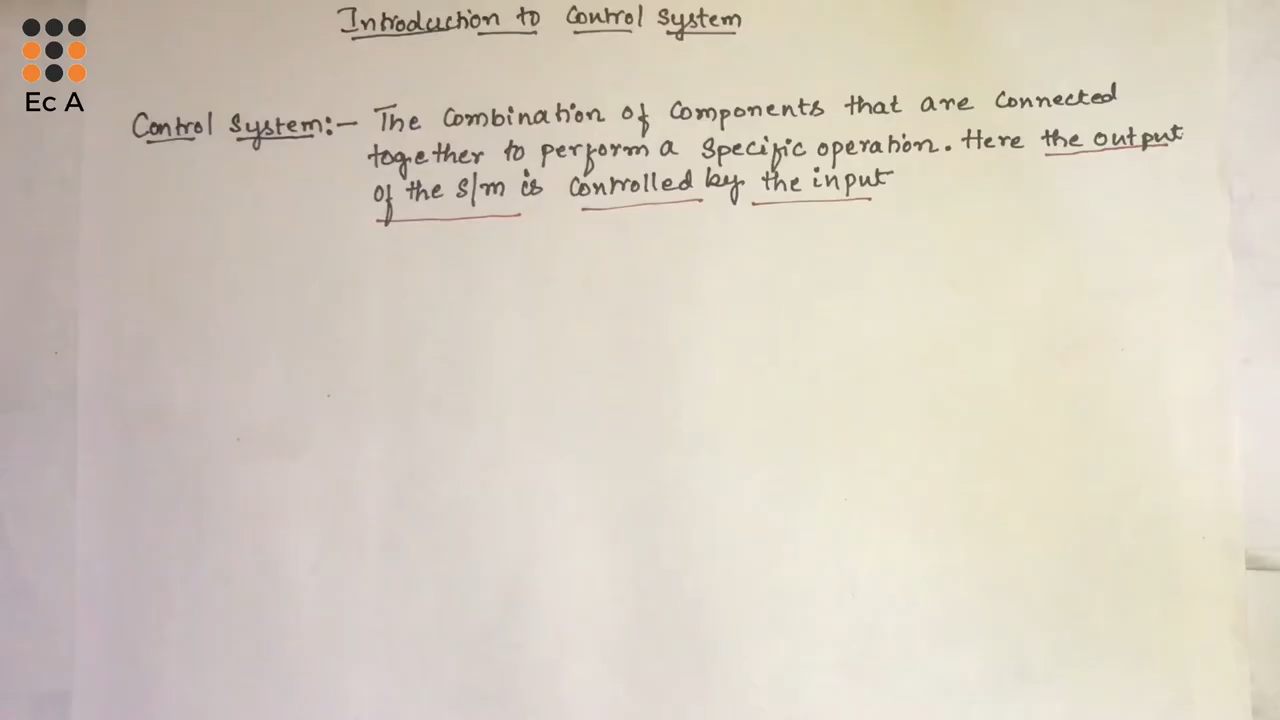 Introduction to Control System
Ec A
Control System:- The Combination of Components that are Connected
together to perform a Specific operation. Here the output
of the s/m is Controlled by the input